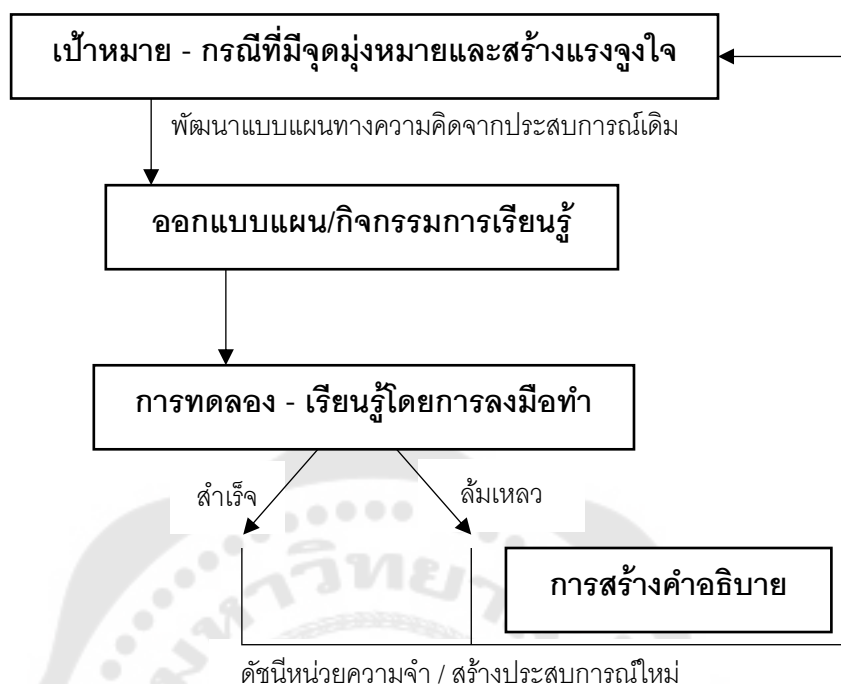 เป้าหมาย - กรณีที่มีจุดมุ่งหมายและสร้างแรงจูงใจ
พัฒนาแบบแผนทางความคิดจากประสบการณ์เดิม
ออกแบบแผน/กิจกรรมการเรียนรู้
การทดลอง - เรียนรู้โดยการลงมือทำ
สำเร็จ
ล้มเหลว
การสร้างคำอธิบาย
ดัชนีหน่วยความจำ / สร้างประสบการณ์ใหม่